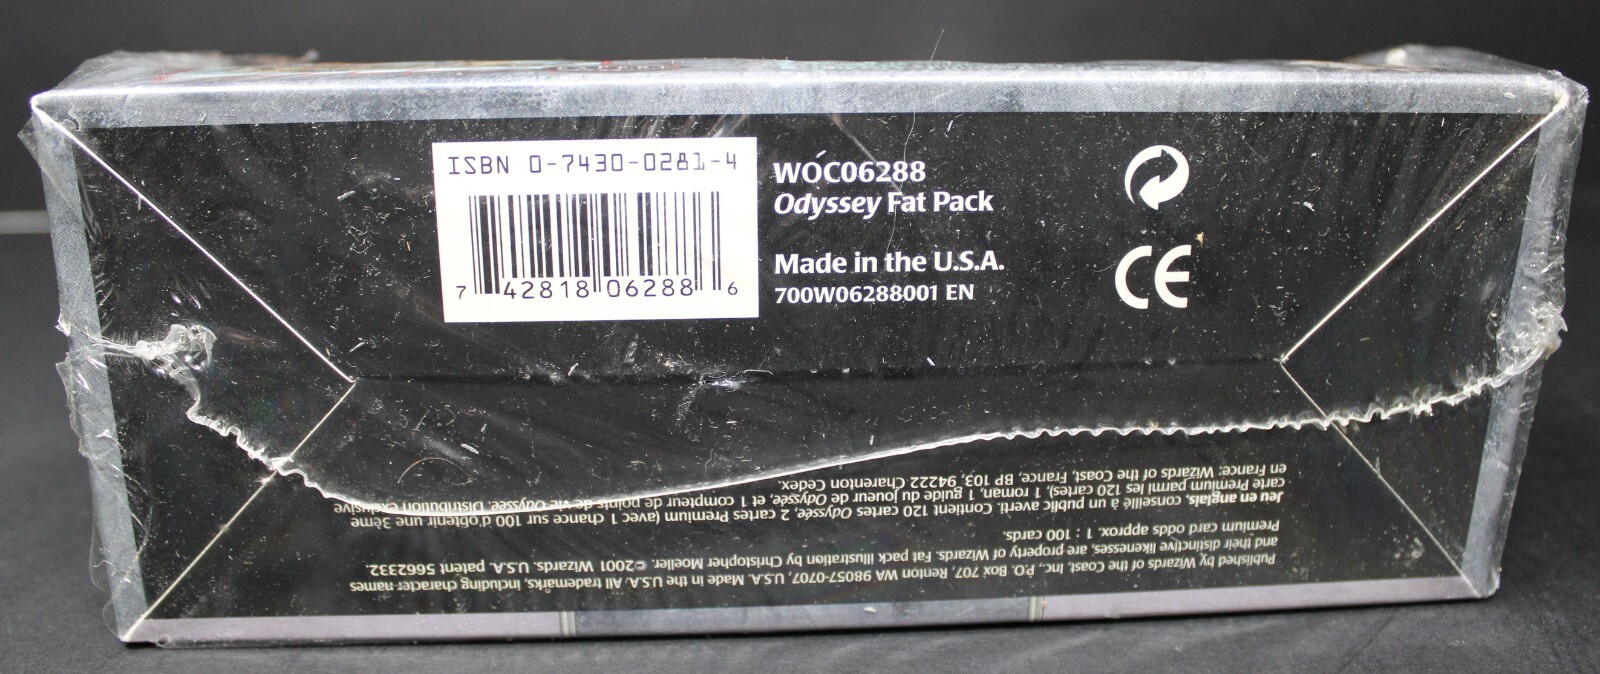 ISBN 0-7430-0281-4
7 42818 06288 6
WOC06288
Odyssey Fat Pack
Made in the U.S.A.
700W06288001 EN
CE
Published by Wizards of the Coast, Inc., P.O. Box 707, Renton WA 98057-0707, U.S.A. Made in the U.S.A. All trademarks, including character names
and their distinctive likenesses, are property of Wizards. Fat pack illustration by Christopher Moeller. ©2001 Wizards. U.S.A. patent 5662332.
Premium card odds approx. 1 : 100 cards.
Jeu en anglais, conseillé à un public averti. Contient 120 cartes Odyssée, 2 cartes Premium (avec 1 chance sur 100 d'obtenir une 3ème
carte Premium parmi les 120 cartes), 1 roman, 1 guide du joueur de Odyssée, et 1 compteur de points de vie Odyssée. Distribution exclusive
en France: Wizards of the Coast, France, BP 103, 94222 Charenton Cedex.